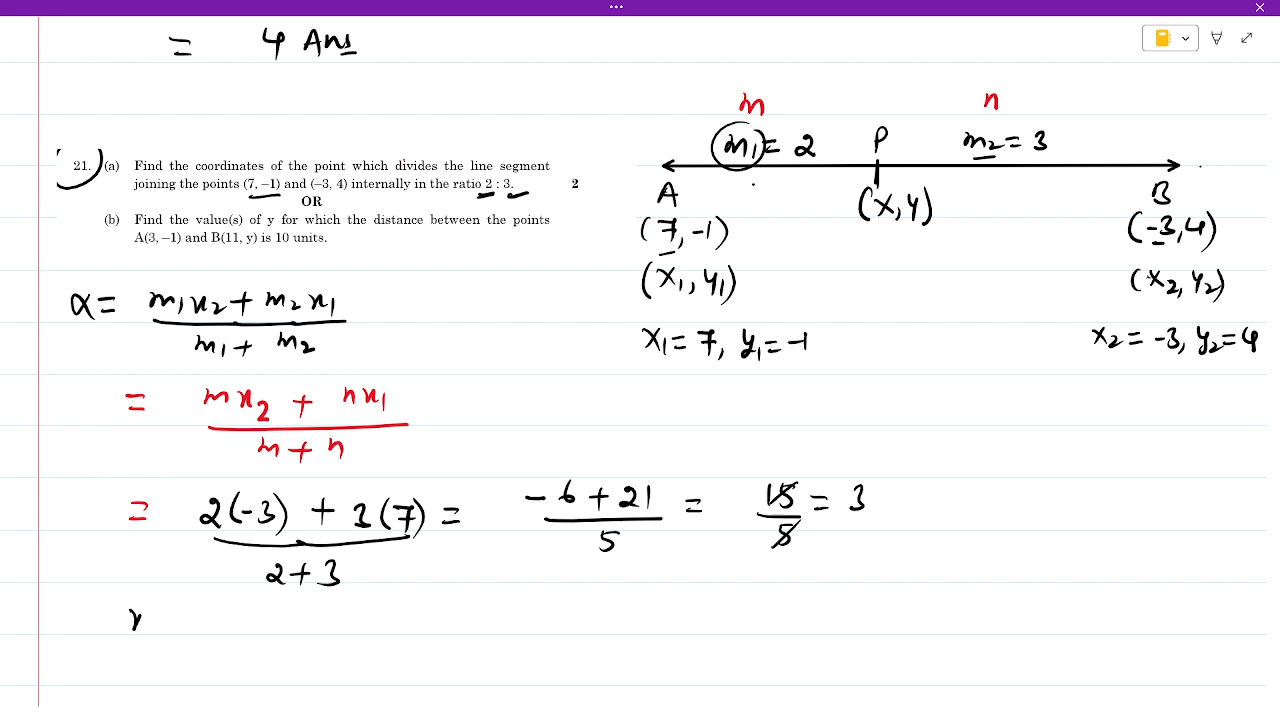 = 4 Ans
21. (a) Find the coordinates of the point which divides the line segment
joining the points (7, –1) and (–3, 4) internally in the ratio 2 : 3. 2
OR
(b) Find the value(s) of y for which the distance between the points
A(3, –1) and B(11, y) is 10 units.
m n
m1 = 2 P m2 = 3
A (x, y) B
(7, -1) (-3, 4)
(x1, y1) (x2, y2)
x1 = 7, y1 = -1 x2 = -3, y2 = 4
x = m1x2 + m2x1
m1 + m2
= mx2 + nx1
m + n
= 2(-3) + 3(7) = -6 + 21 = 15 = 3
2 + 3 5 5